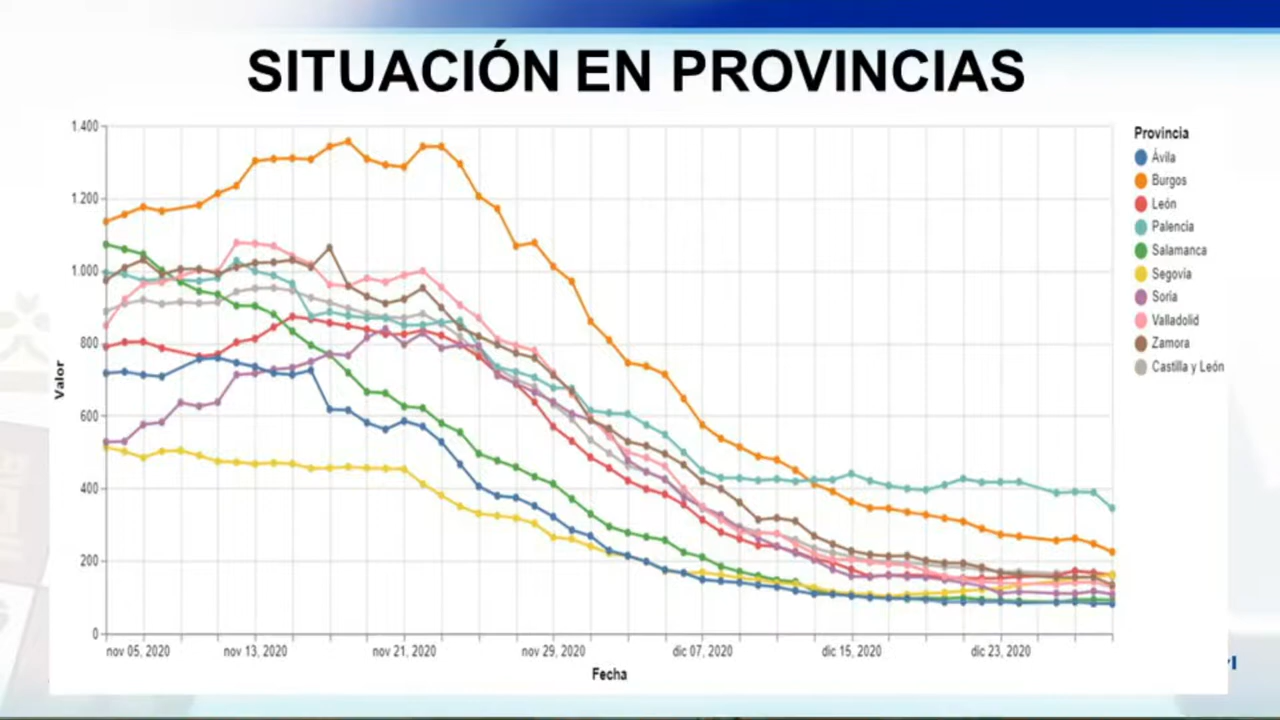 SITUACIÓN EN PROVINCIAS
1.400
1.200
1.000
800
600
400
200
0
Valor
nov 05, 2020
nov 13, 2020
nov 21, 2020
nov 29, 2020
dic 07, 2020
dic 15, 2020
dic 23, 2020
Fecha
Provincia
Ávila
Burgos
León
Palencia
Salamanca
Segovia
Soria
Valladolid
Zamora
Castilla y León